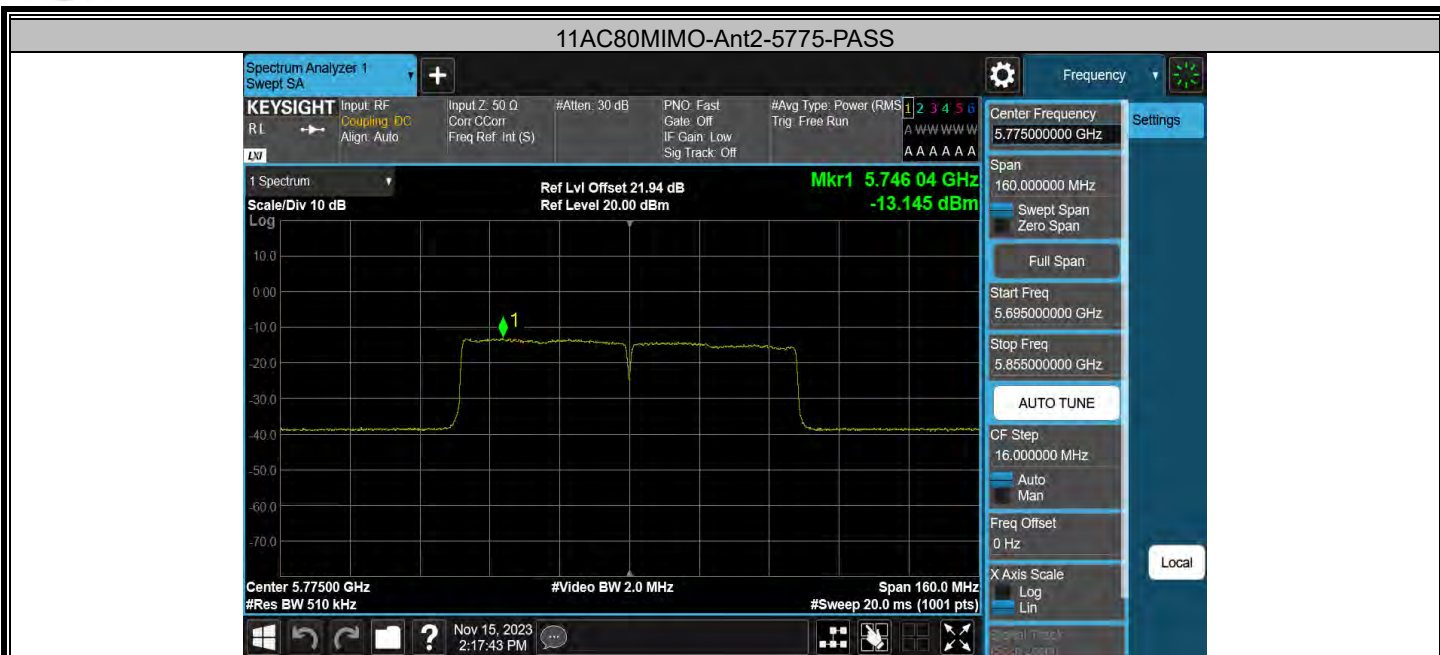 11AC80MIMO-Ant2-5775-PASS
Spectrum Analyzer 1
Swept SA
+
Frequency
KEYSIGHT
RL
LXI
Input: RF
Coupling: DC
Align: Auto
Input Z: 50 Ω
Corr CCorr
Freq Ref: Int (S)
#Atten: 30 dB
PNO: Fast
Gate: Off
IF Gain: Low
Sig Track: Off
#Avg Type: Power (RMS
Trig: Free Run
1 2 3 4 5 6
A W W W W W
A A A A A A
1 Spectrum
Scale/Div 10 dB
Log
Ref Lvl Offset 21.94 dB
Ref Level 20.00 dBm
Mkr1 5.746 04 GHz
-13.145 dBm
10.0
0.00
-10.0
-20.0
-30.0
-40.0
-50.0
-60.0
-70.0
1
Center 5.77500 GHz
#Res BW 510 kHz
#Video BW 2.0 MHz
Span 160.0 MHz
#Sweep 20.0 ms (1001 pts)
?
Nov 15, 2023
2:17:43 PM
Center Frequency
5.775000000 GHz
Settings
Span
160.000000 MHz
Swept Span
Zero Span
Full Span
Start Freq
5.695000000 GHz
Stop Freq
5.855000000 GHz
AUTO TUNE
CF Step
16.000000 MHz
Auto
Man
Freq Offset
0 Hz
X Axis Scale
Log
Lin
Local
Signal Track